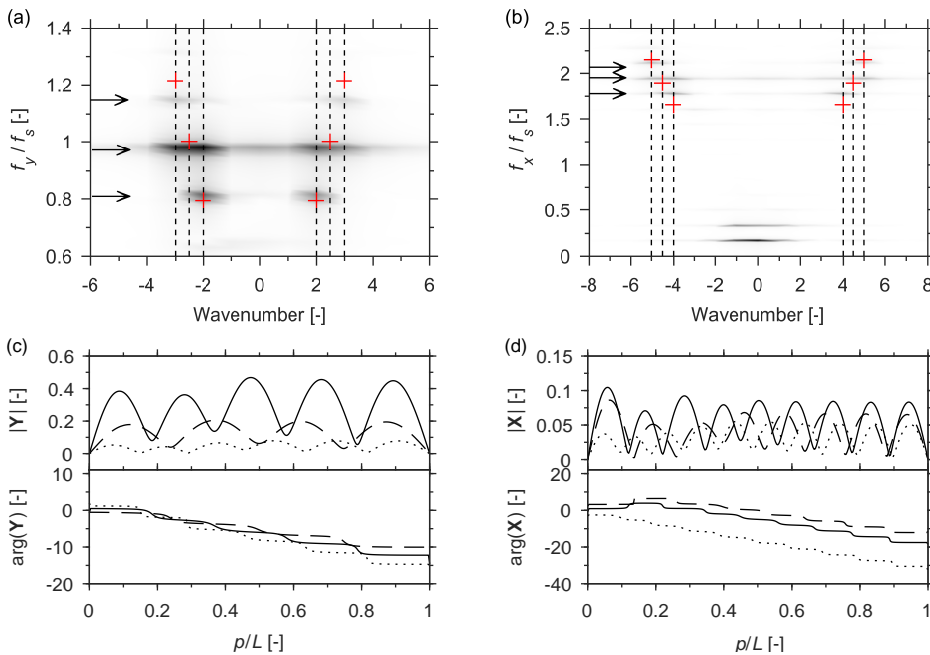 (a)
1.4
1.2
1
0.8
0.6
f_y / f_s [-]
-6 -4 -2 0 2 4 6
Wavenumber [-]
(b)
2.5
2
1.5
1
0.5
0
f_x / f_s [-]
-8 -6 -4 -2 0 2 4 6 8
Wavenumber [-]
(c)
0.6
0.4
0.2
0
|Y| [-]
10
0
-10
-20
arg(Y) [-]
0 0.2 0.4 0.6 0.8 1
p/L [-]
(d)
0.15
0.1
0.05
0
|X| [-]
20
0
-20
-40
arg(X) [-]
0 0.2 0.4 0.6 0.8 1
p/L [-]